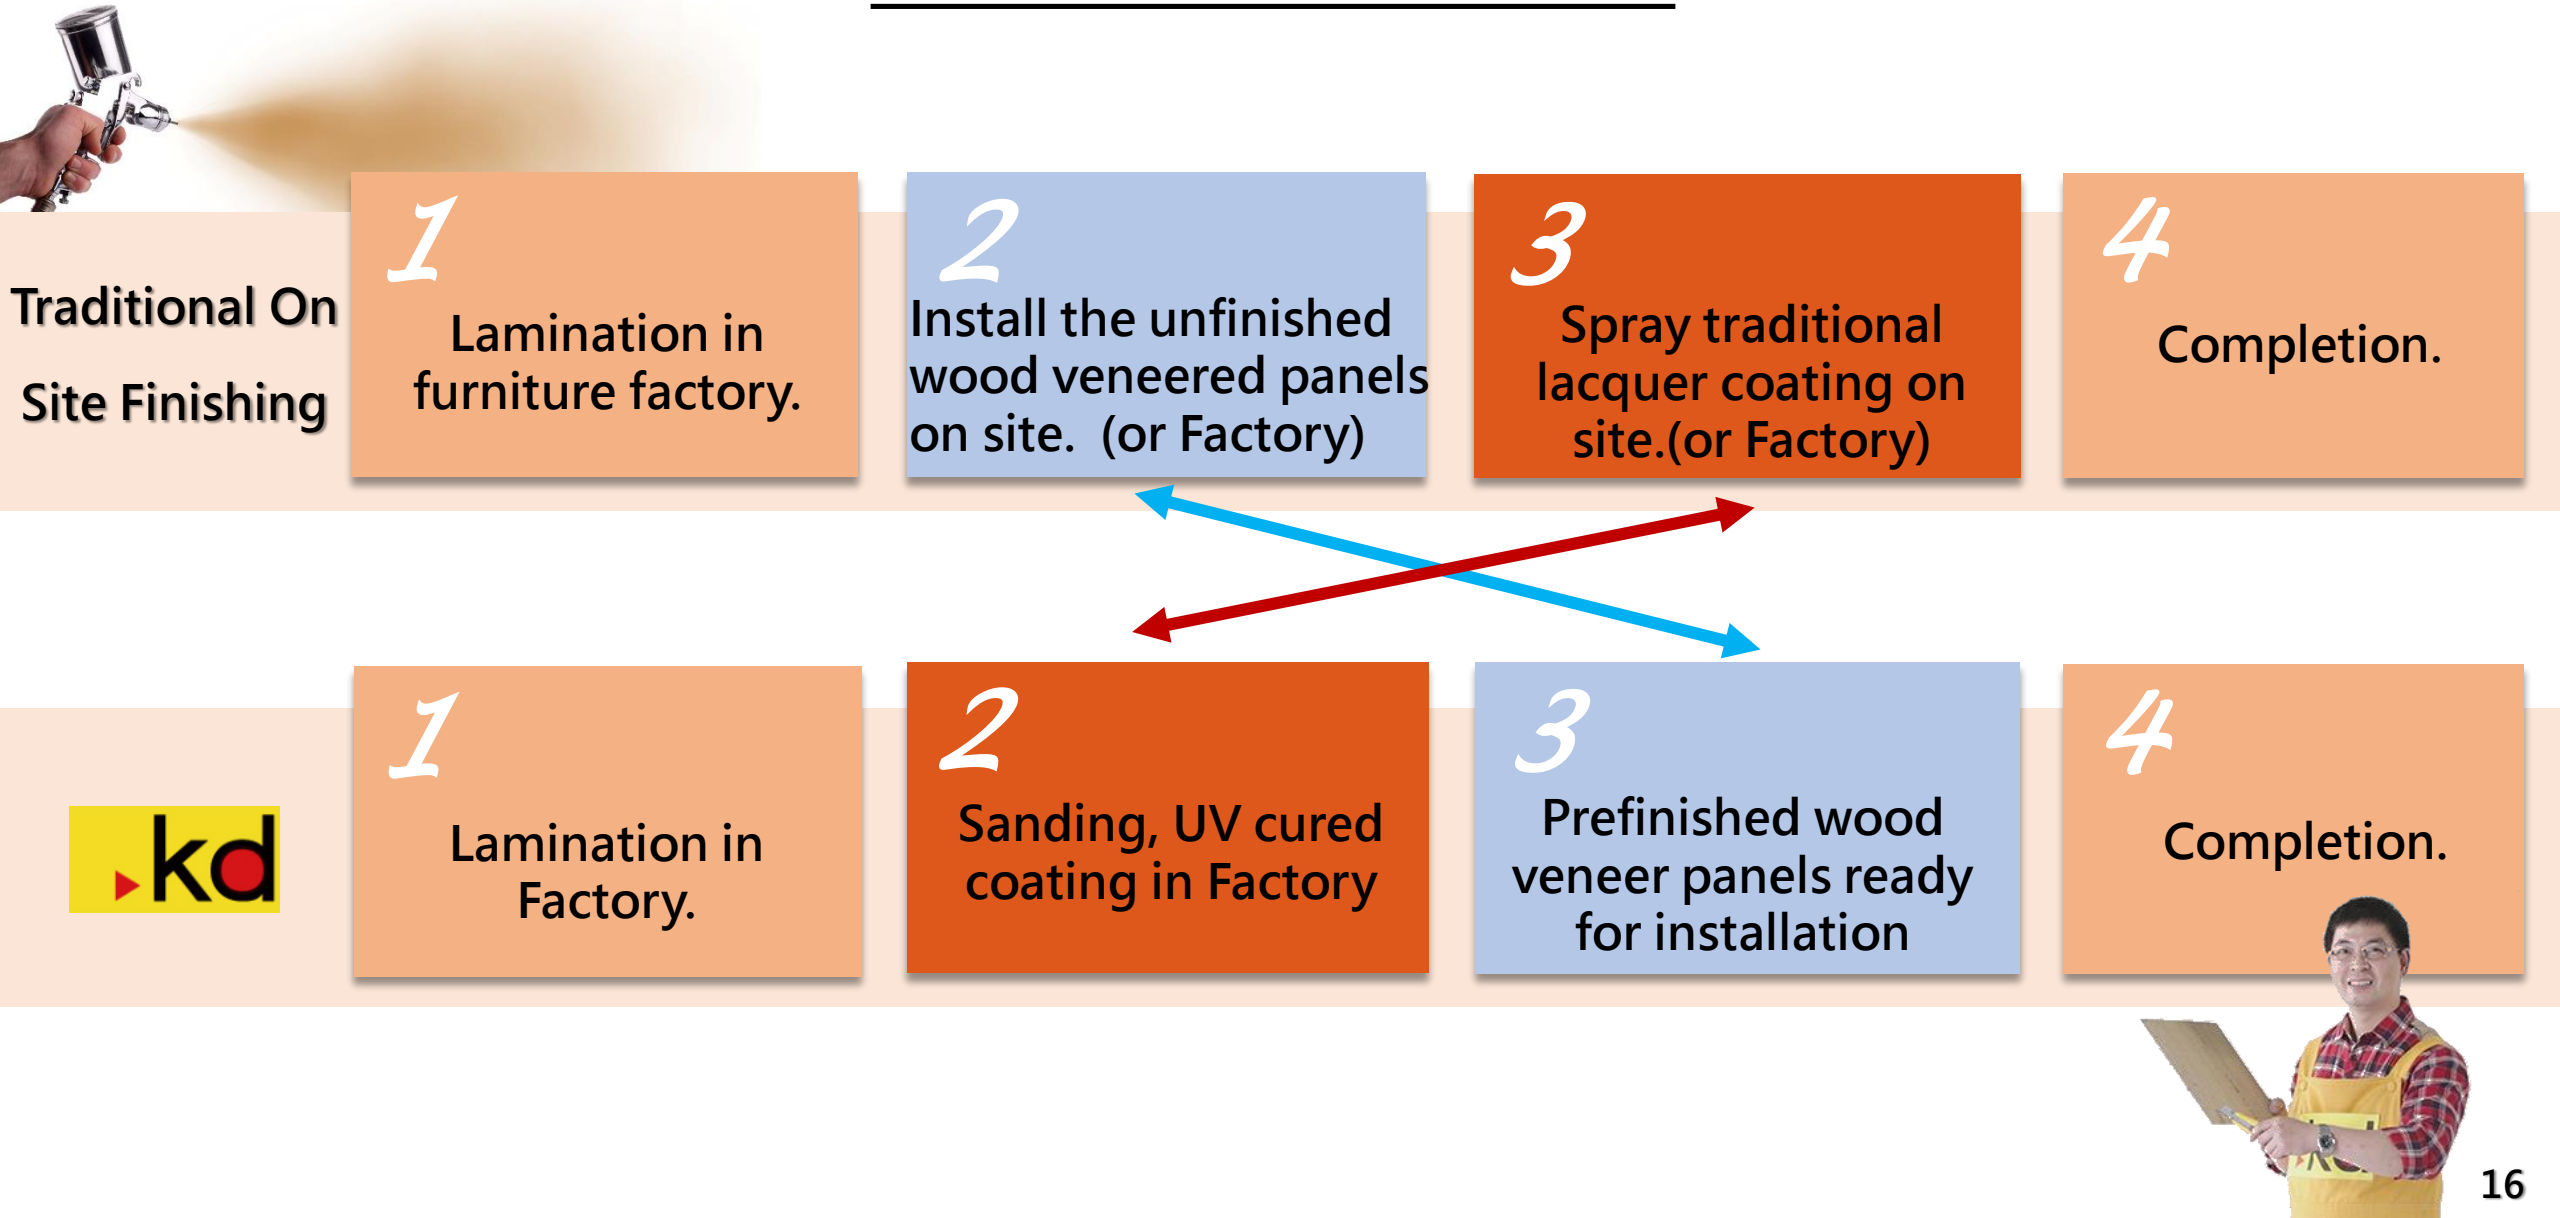 Traditional On
Site Finishing
1
Lamination in
furniture factory.
2
Install the unfinished
wood veneered panels
on site.  (or Factory)
3
Spray traditional
lacquer coating on
site.(or Factory)
4
Completion.
kd
1
Lamination in
Factory.
2
Sanding, UV cured
coating in Factory
3
Prefinished wood
veneer panels ready
for installation
4
Completion.
kd
16